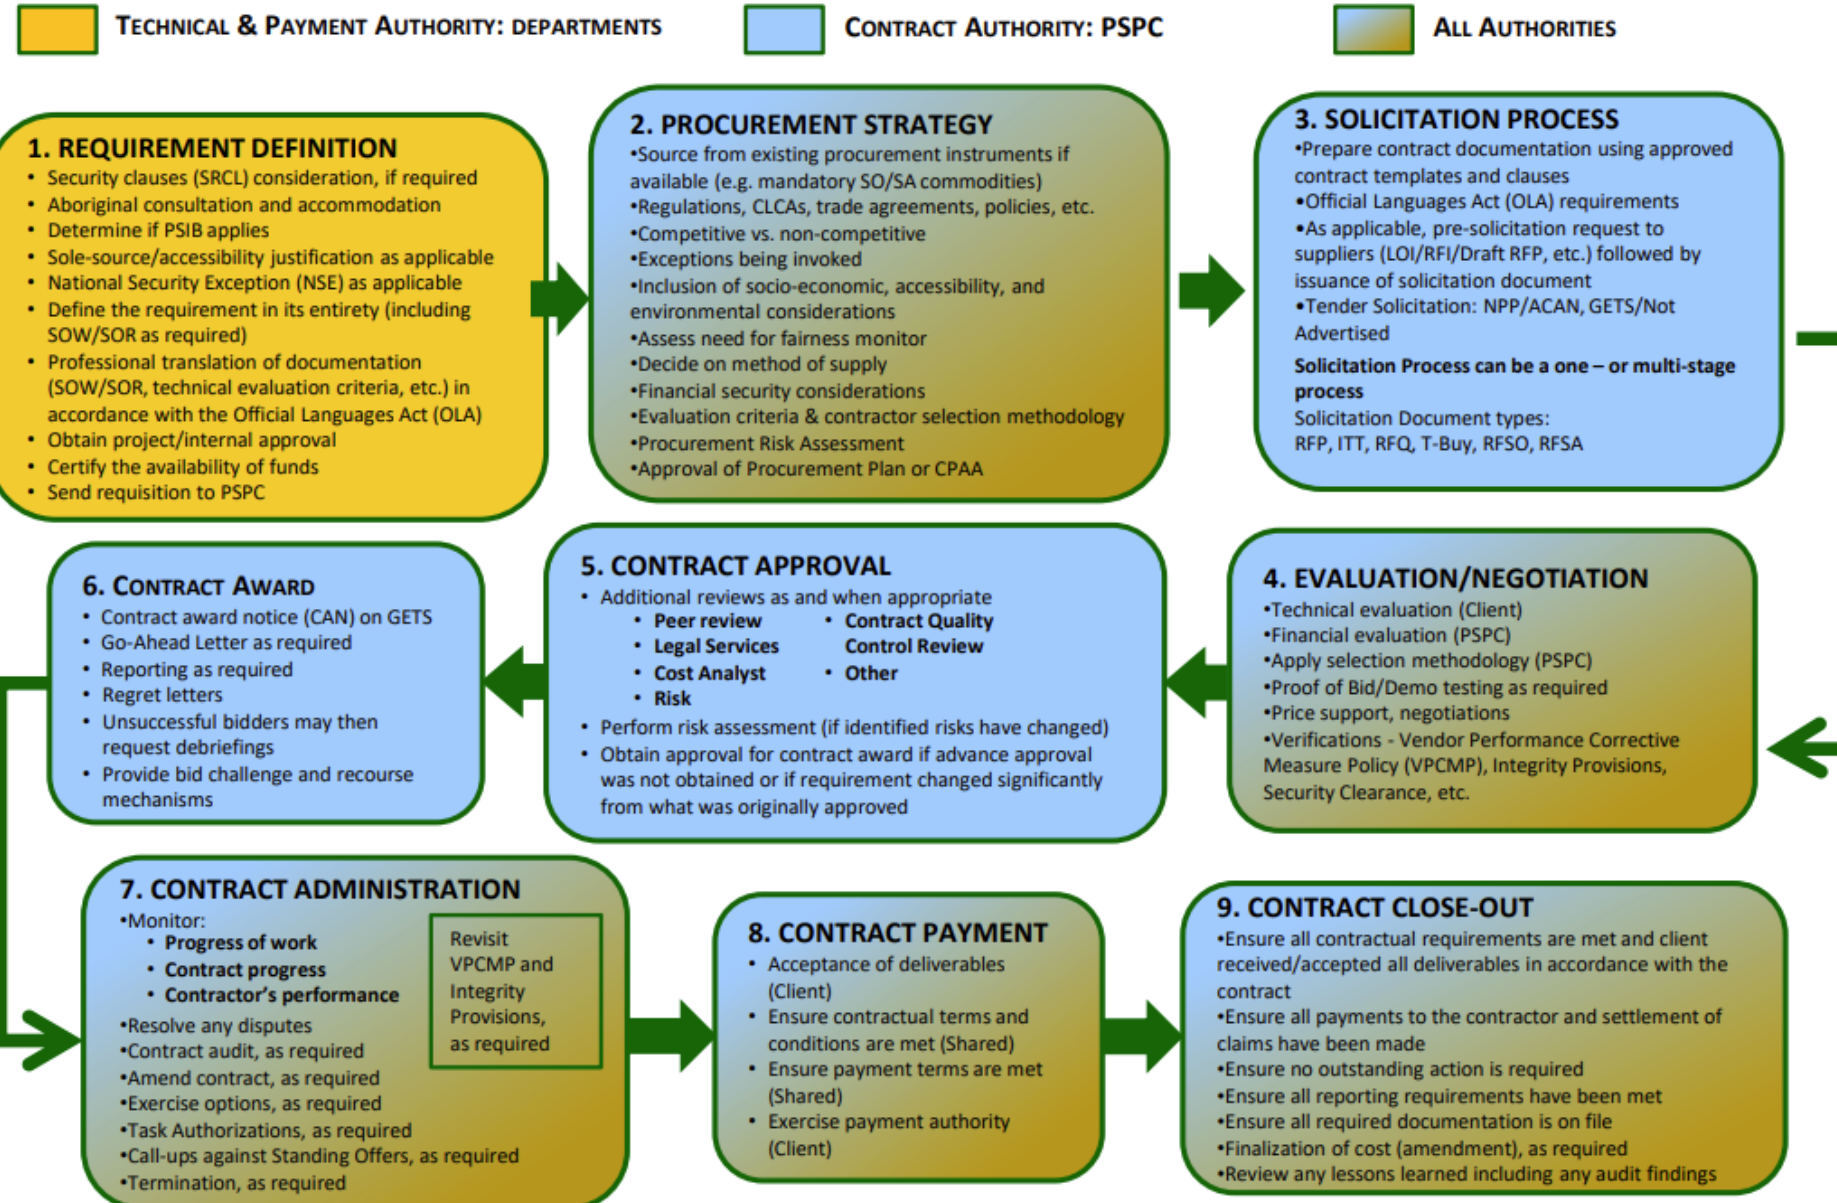 TECHNICAL & PAYMENT AUTHORITY: DEPARTMENTS
CONTRACT AUTHORITY: PSPC
ALL AUTHORITIES
1. REQUIREMENT DEFINITION
• Security clauses (SRCL) consideration, if required
• Aboriginal consultation and accommodation
• Determine if PSIB applies
• Sole-source/accessibility justification as applicable
• National Security Exception (NSE) as applicable
• Define the requirement in its entirety (including
SOW/SOR as required)
• Professional translation of documentation
(SOW/SOR, technical evaluation criteria, etc.) in
accordance with the Official Languages Act (OLA)
• Obtain project/internal approval
• Certify the availability of funds
• Send requisition to PSPC
2. PROCUREMENT STRATEGY
•Source from existing procurement instruments if
available (e.g. mandatory SO/SA commodities)
•Regulations, CLCAs, trade agreements, policies, etc.
•Competitive vs. non-competitive
•Exceptions being invoked
•Inclusion of socio-economic, accessibility, and
environmental considerations
•Assess need for fairness monitor
•Decide on method of supply
•Financial security considerations
•Evaluation criteria & contractor selection methodology
•Procurement Risk Assessment
•Approval of Procurement Plan or CPAA
3. SOLICITATION PROCESS
•Prepare contract documentation using approved
contract templates and clauses
•Official Languages Act (OLA) requirements
•As applicable, pre-solicitation request to
suppliers (LOI/RFI/Draft RFP, etc.) followed by
issuance of solicitation document
•Tender Solicitation: NPP/ACAN, GETS/Not
Advertised
Solicitation Process can be a one – or multi-stage
process
Solicitation Document types:
RFP, ITT, RFQ, T-Buy, RFSO, RFSA
4. EVALUATION/NEGOTIATION
•Technical evaluation (Client)
•Financial evaluation (PSPC)
•Apply selection methodology (PSPC)
•Proof of Bid/Demo testing as required
•Price support, negotiations
•Verifications - Vendor Performance Corrective
Measure Policy (VPCMP), Integrity Provisions,
Security Clearance, etc.
5. CONTRACT APPROVAL
• Additional reviews as and when appropriate
• Peer review
• Legal Services
• Cost Analyst
• Risk
• Contract Quality
Control Review
• Other
• Perform risk assessment (if identified risks have changed)
• Obtain approval for contract award if advance approval
was not obtained or if requirement changed significantly
from what was originally approved
6. CONTRACT AWARD
• Contract award notice (CAN) on GETS
• Go-Ahead Letter as required
• Reporting as required
• Regret letters
• Unsuccessful bidders may then
request debriefings
• Provide bid challenge and recourse
mechanisms
7. CONTRACT ADMINISTRATION
•Monitor:
• Progress of work
• Contract progress
• Contractor's performance
•Resolve any disputes
•Contract audit, as required
•Amend contract, as required
•Exercise options, as required
•Task Authorizations, as required
•Call-ups against Standing Offers, as required
•Termination, as required
Revisit
VPCMP and
Integrity
Provisions,
as required
8. CONTRACT PAYMENT
• Acceptance of deliverables
(Client)
• Ensure contractual terms and
conditions are met (Shared)
• Ensure payment terms are met
(Shared)
• Exercise payment authority
(Client)
9. CONTRACT CLOSE-OUT
•Ensure all contractual requirements are met and client
received/accepted all deliverables in accordance with the
contract
•Ensure all payments to the contractor and settlement of
claims have been made
•Ensure no outstanding action is required
•Ensure all reporting requirements have been met
•Ensure all required documentation is on file
•Finalization of cost (amendment), as required
•Review any lessons learned including any audit findings